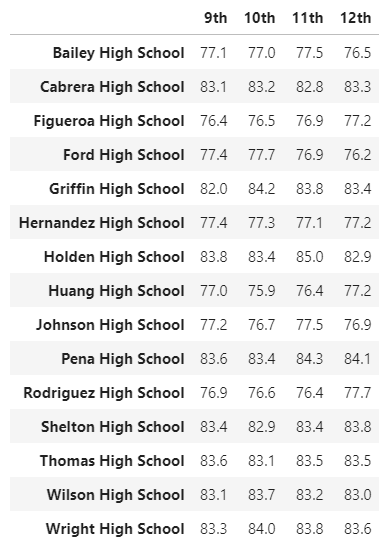 9th 10th 11th 12th
Bailey High School 77.1 77.0 77.5 76.5
Cabrera High School 83.1 83.2 82.8 83.3
Figueroa High School 76.4 76.5 76.9 77.2
Ford High School 77.4 77.7 76.9 76.2
Griffin High School 82.0 84.2 83.8 83.4
Hernandez High School 77.4 77.3 77.1 77.2
Holden High School 83.8 83.4 85.0 82.9
Huang High School 77.0 75.9 76.4 77.2
Johnson High School 77.2 76.7 77.5 76.9
Pena High School 83.6 83.4 84.3 84.1
Rodriguez High School 76.9 76.6 76.4 77.7
Shelton High School 83.4 82.9 83.4 83.8
Thomas High School 83.6 83.1 83.5 83.5
Wilson High School 83.1 83.7 83.2 83.0
Wright High School 83.3 84.0 83.8 83.6